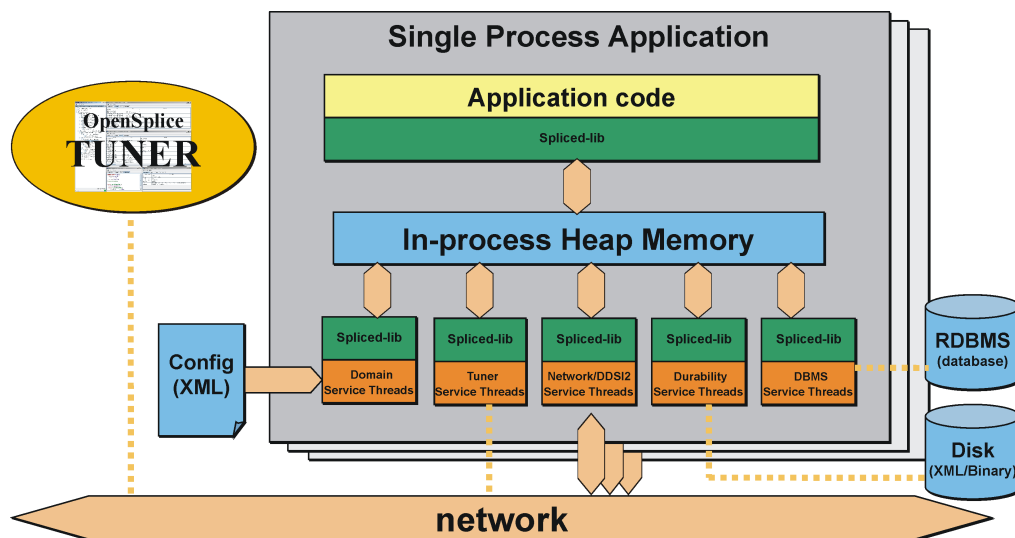 Single Process Application
Application code
Spliced-lib
OpenSplice
TUNER
In-process Heap Memory
Config
(XML)
Spliced-lib
Domain
Service Threads
Spliced-lib
Tuner
Service Threads
Spliced-lib
Network/DDSI2
Service Threads
Spliced-lib
Durability
Service Threads
Spliced-lib
DBMS
Service Threads
RDBMS
(database)
Disk
(XML/Binary)
network